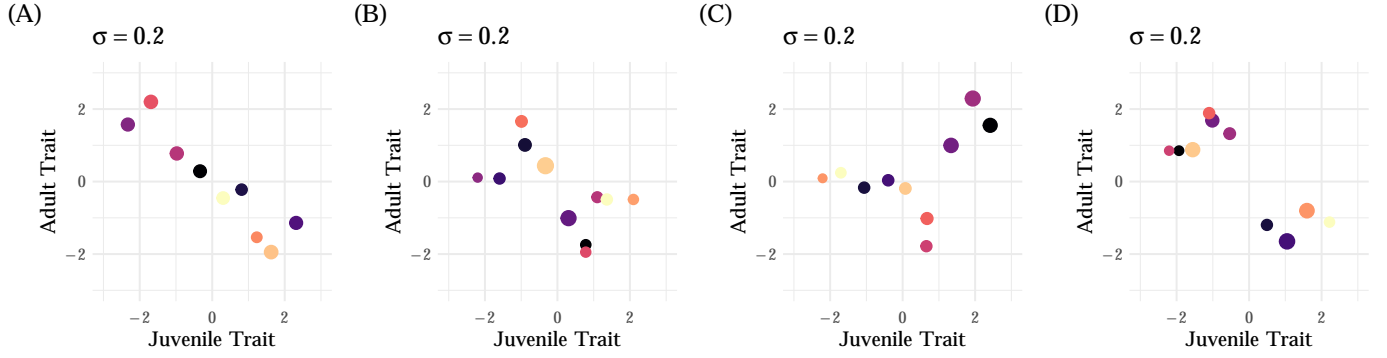 (A)
σ = 0.2
Adult Trait
2
0
−2
−2 0 2
Juvenile Trait
(B)
σ = 0.2
Adult Trait
2
0
−2
−2 0 2
Juvenile Trait
(C)
σ = 0.2
Adult Trait
2
0
−2
−2 0 2
Juvenile Trait
(D)
σ = 0.2
Adult Trait
2
0
−2
−2 0 2
Juvenile Trait